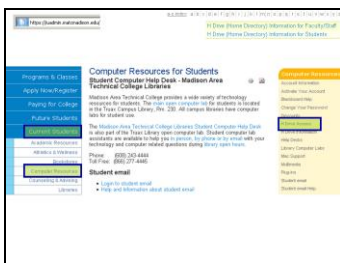 https://jsadmin.matcmadison.edu/
H Drive (Home Directory) Information for Faculty/Staff
H Drive (Home Directory) Information for Students
Programs & Classes
Apply Now/Register
Paying for College
Future Students
Current Students
Academic Resources
Athletics & Wellness
Bookstores
Computer Resources
Counseling & Advising
Libraries
Computer Resources for Students
Student Computer Help Desk - Madison Area
Technical College Libraries
Madison Area Technical College provides a wide variety of technology
resources for students. The main open computer lab for students is located
in the Truax Campus Library, Rm. 230. All campus libraries have computer
labs for student use.
The Madison Area Technical College Libraries Student Computer Help Desk
is also part of the Truax Library open computer lab. Student computer lab
assistants are available to help you in person, by phone or by email with your
technology and computer related questions during library open hours.
Phone: (608) 243-4444
Toll Free: (866) 277-4445
Student email
Login to student email
Help and information about student email
Computer Resources
Account Information
Activate Your Account
Blackboard Help
Change Your Password
H Drive Access
Help Desks
Library Computer Labs
Mac Support
Multimedia
Plug-ins
Student email
Student email Help